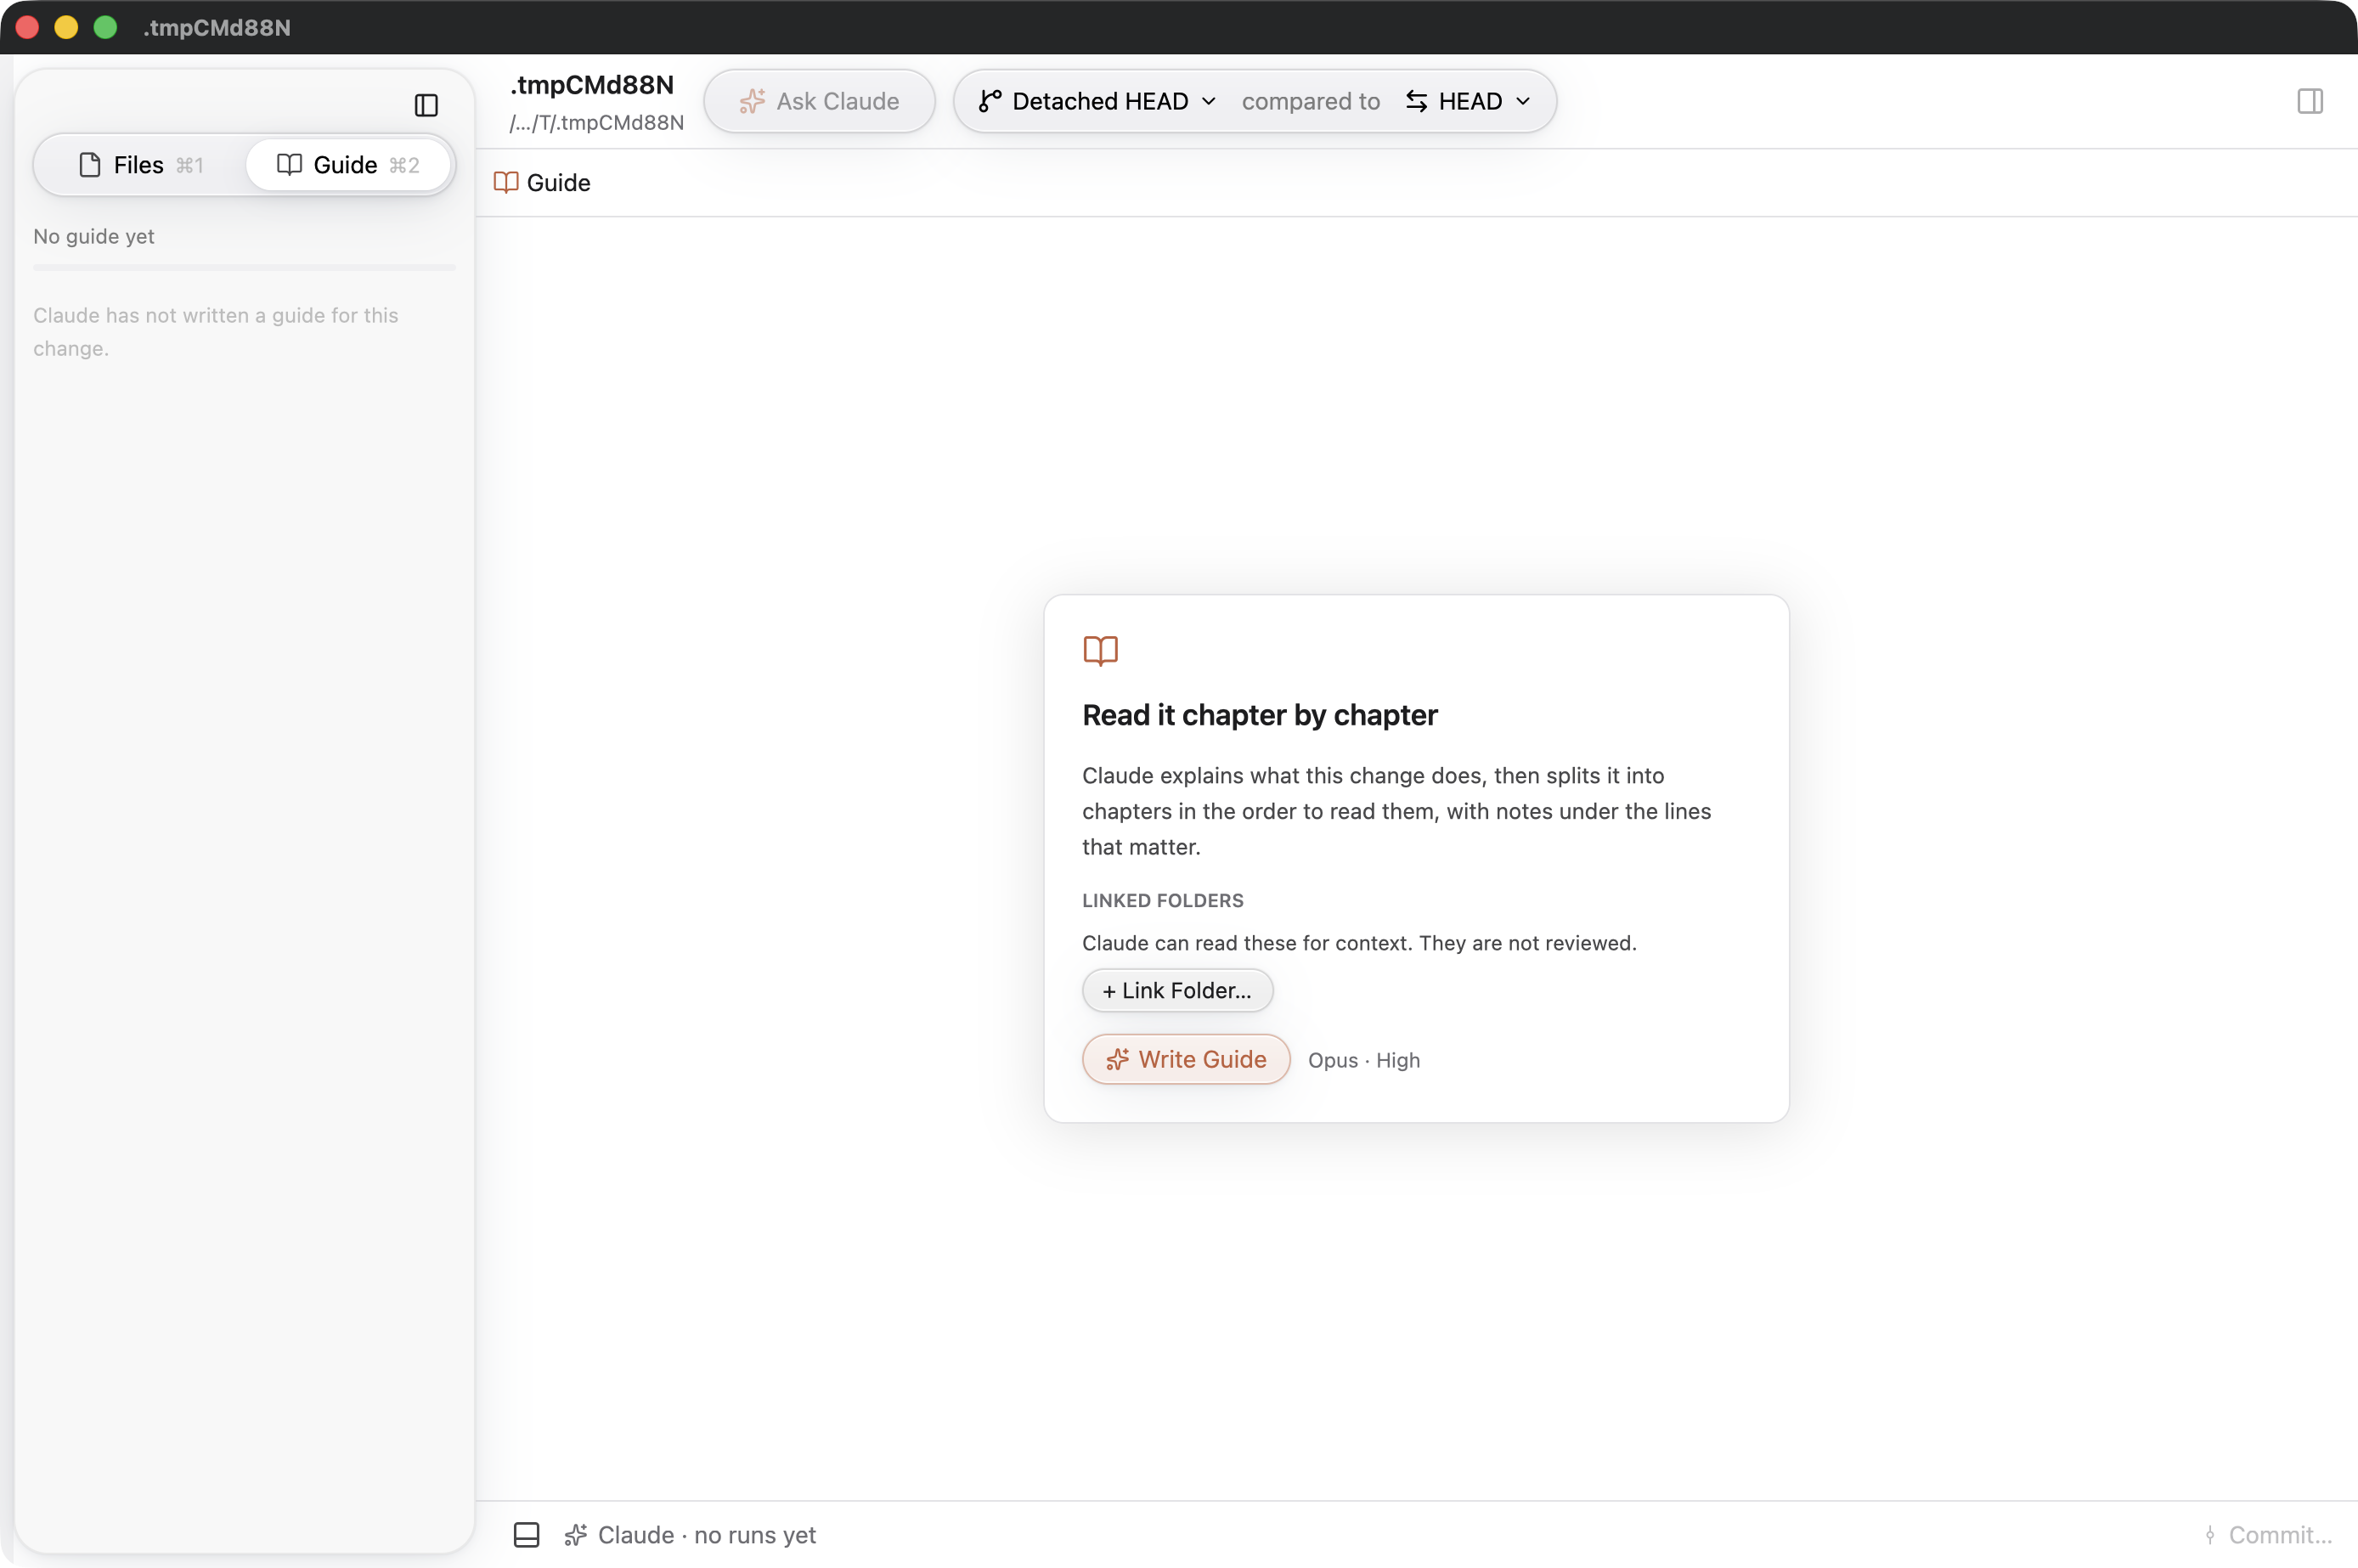 .tmpCMd88N
Files ⌘1
Guide ⌘2
No guide yet
Claude has not written a guide for this
change.
.tmpCMd88N
/.../T/.tmpCMd88N
Ask Claude
Detached HEAD compared to HEAD
Guide
Read it chapter by chapter
Claude explains what this change does, then splits it into
chapters in the order to read them, with notes under the lines
that matter.
LINKED FOLDERS
Claude can read these for context. They are not reviewed.
+ Link Folder...
Write Guide Opus · High
Claude · no runs yet
Commit...